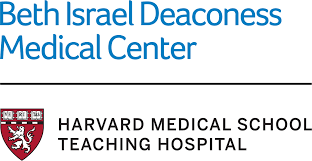 Beth Israel Deaconess
Medical Center
HARVARD MEDICAL SCHOOL
TEACHING HOSPITAL